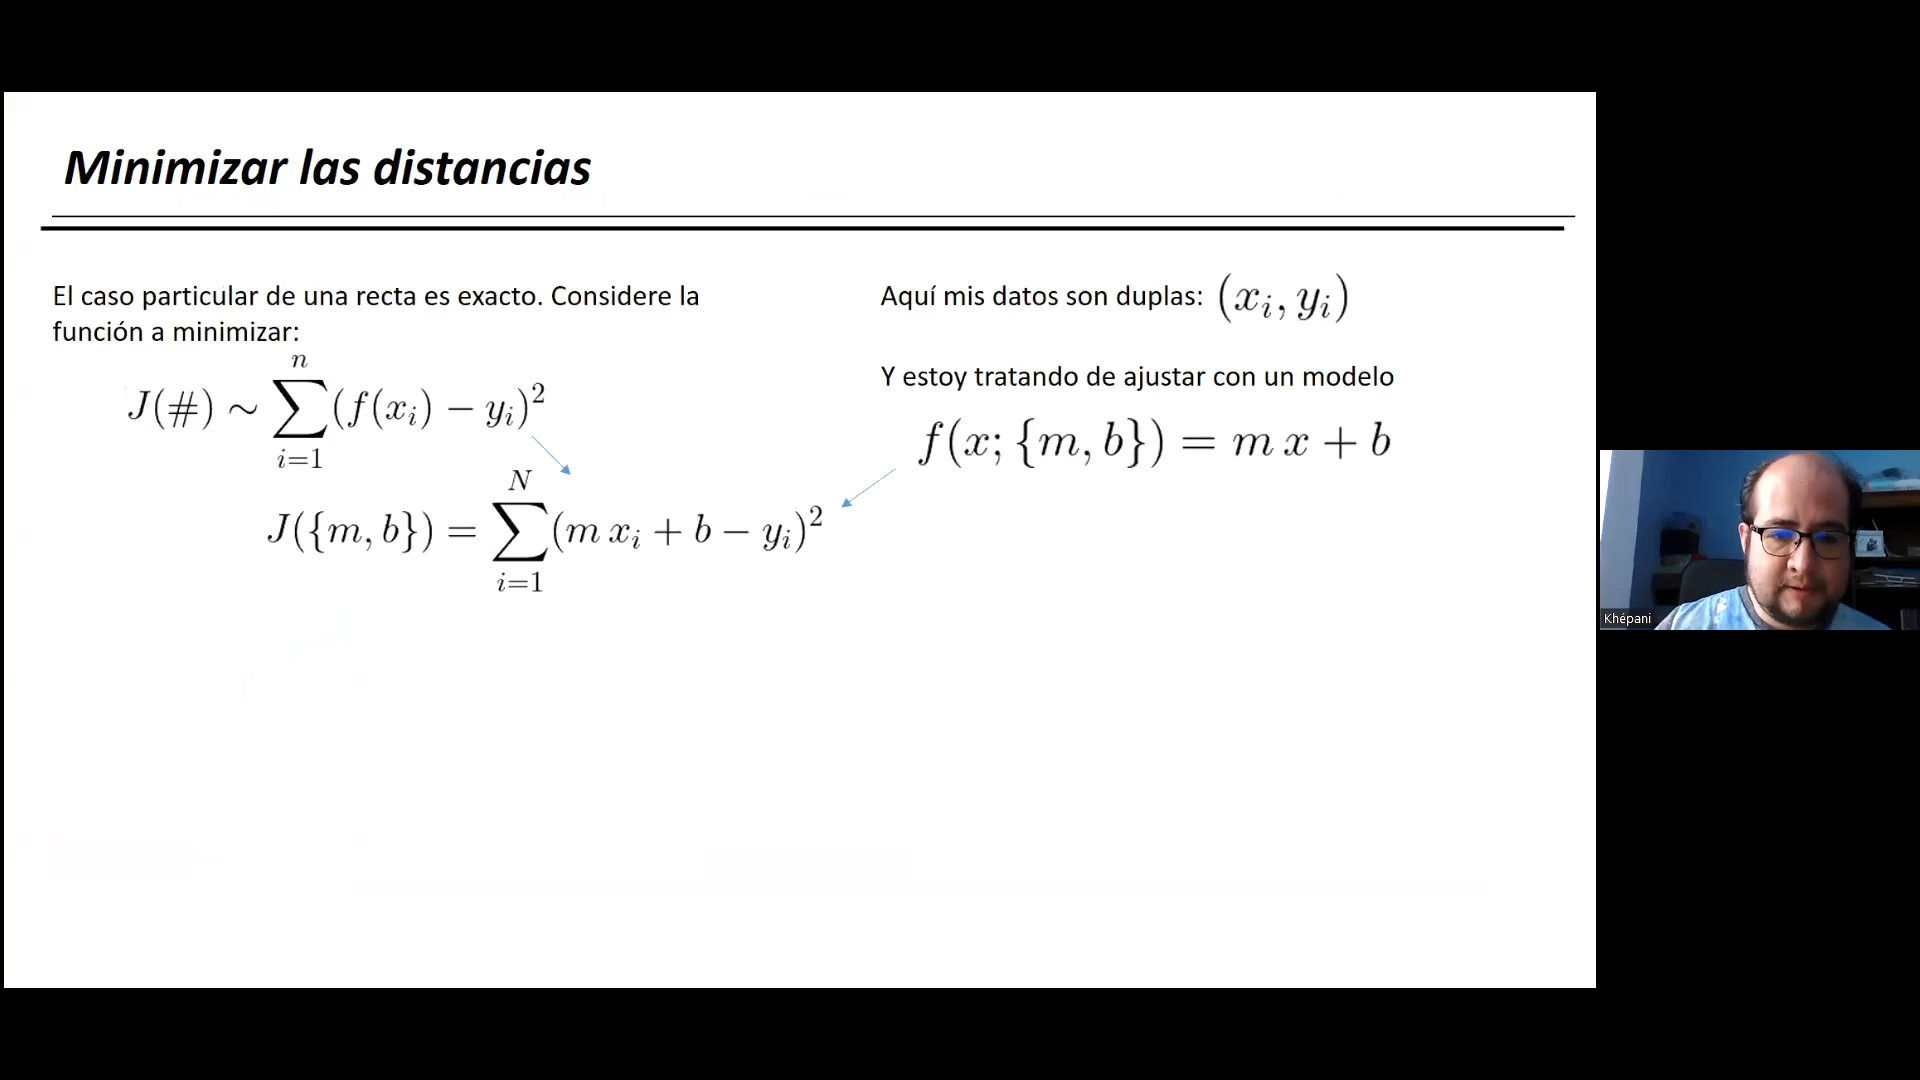 Minimizar las distancias
El caso particular de una recta es exacto. Considere la
función a minimizar:
J(#) ∼ ∑_{i=1}^{n} (f(x_i) − y_i)^2
J({m, b}) = ∑_{i=1}^{N} (m x_i + b − y_i)^2
Aquí mis datos son duplas: (x_i, y_i)
Y estoy tratando de ajustar con un modelo
f(x; {m, b}) = m x + b
Khépani